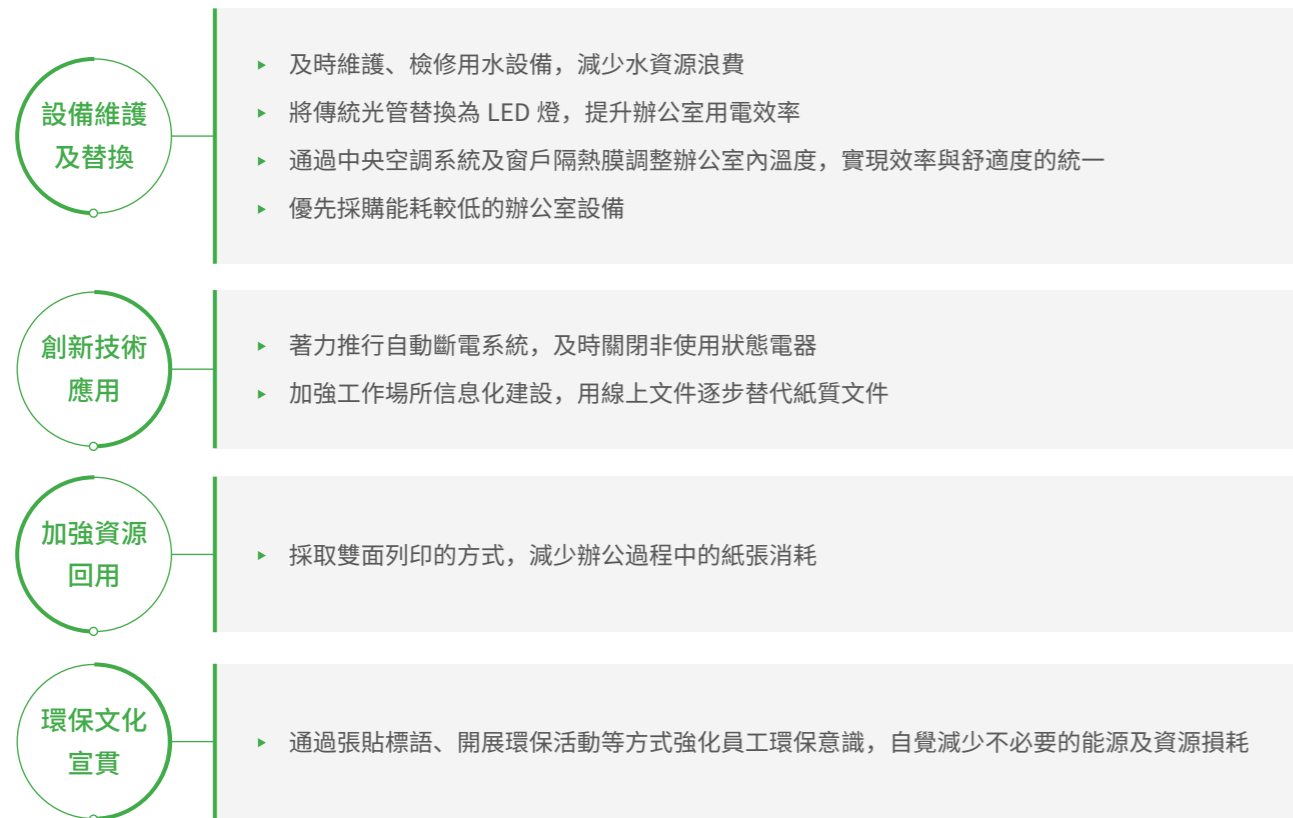 設備維護
及替換
▸ 及時維護、檢修用水設備，減少水資源浪費
▸ 將傳統光管替換為 LED 燈，提升辦公室用電效率
▸ 通過中央空調系統及窗戶隔熱膜調整辦公室內溫度，實現效率與舒適度的統一
▸ 優先採購能耗較低的辦公室設備
創新技術
應用
▸ 著力推行自動斷電系統，及時關閉非使用狀態電器
▸ 加強工作場所信息化建設，用線上文件逐步替代紙質文件
加強資源
回用
▸ 採取雙面列印的方式，減少辦公過程中的紙張消耗
環保文化
宣貫
▸ 通過張貼標語、開展環保活動等方式強化員工環保意識，自覺減少不必要的能源及資源損耗